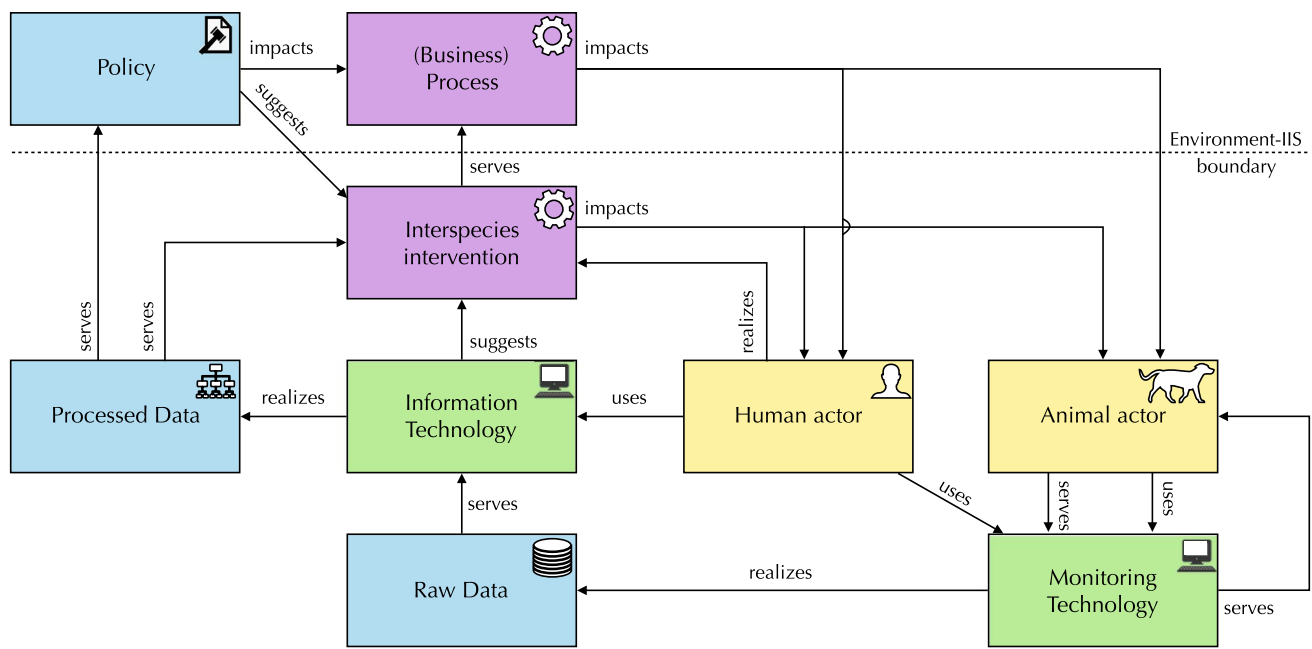 Policy
impacts
(Business)
Process
impacts
suggests
Environment-IIS
boundary
serves
Interspecies
intervention
impacts
serves
serves
suggests
realizes
Processed Data
realizes
Information
Technology
uses
Human actor
Animal actor
serves
uses
serves
uses
Raw Data
realizes
Monitoring
Technology
serves